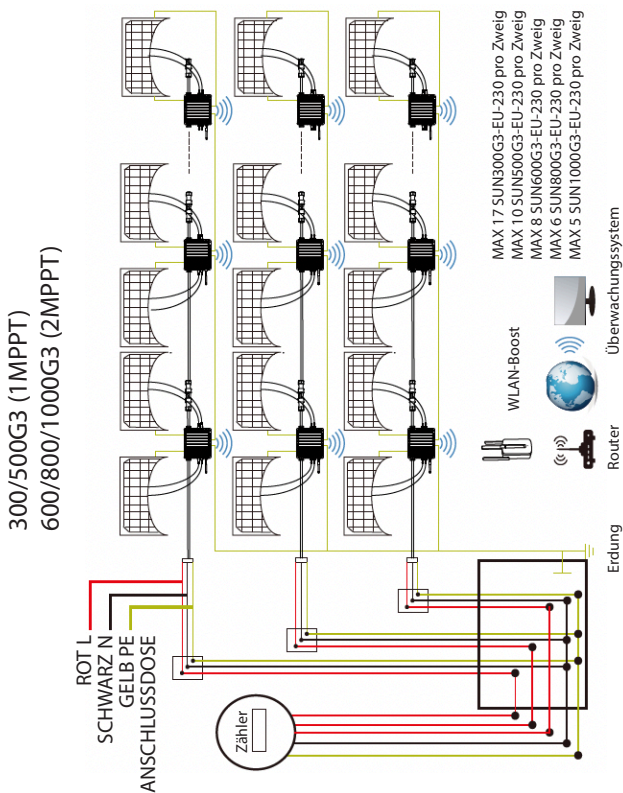 300/500G3 (1MPPT)
600/800/1000G3 (2MPPT)
ROT L
SCHWARZ N
GELB PE
ANSCHLUSSDOSE
Zähler
MAX 17 SUN300G3-EU-230 pro Zweig
MAX 10 SUN500G3-EU-230 pro Zweig
MAX 8 SUN600G3-EU-230 pro Zweig
MAX 6 SUN800G3-EU-230 pro Zweig
MAX 5 SUN1000G3-EU-230 pro Zweig
WLAN-Boost
Erdung
Router
Überwachungssystem